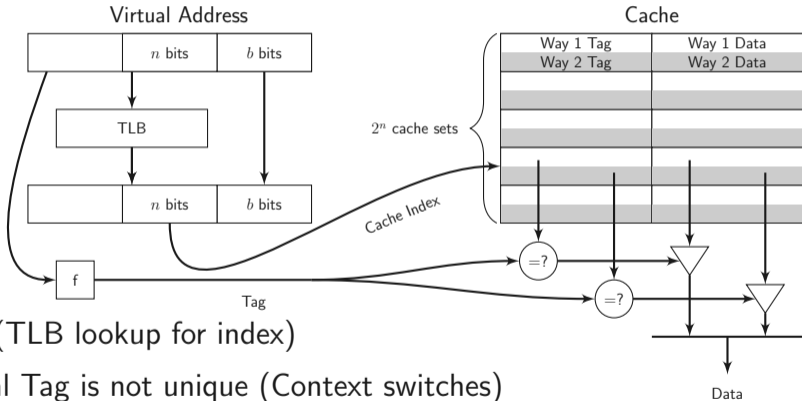 Virtual Address
Cache
n bits
b bits
Way 1 Tag
Way 1 Data
Way 2 Tag
Way 2 Data
TLB
2ⁿ cache sets
n bits
b bits
Cache Index
=?
f
=?
Tag
(TLB lookup for index)
Tag is not unique (Context switches)
Data